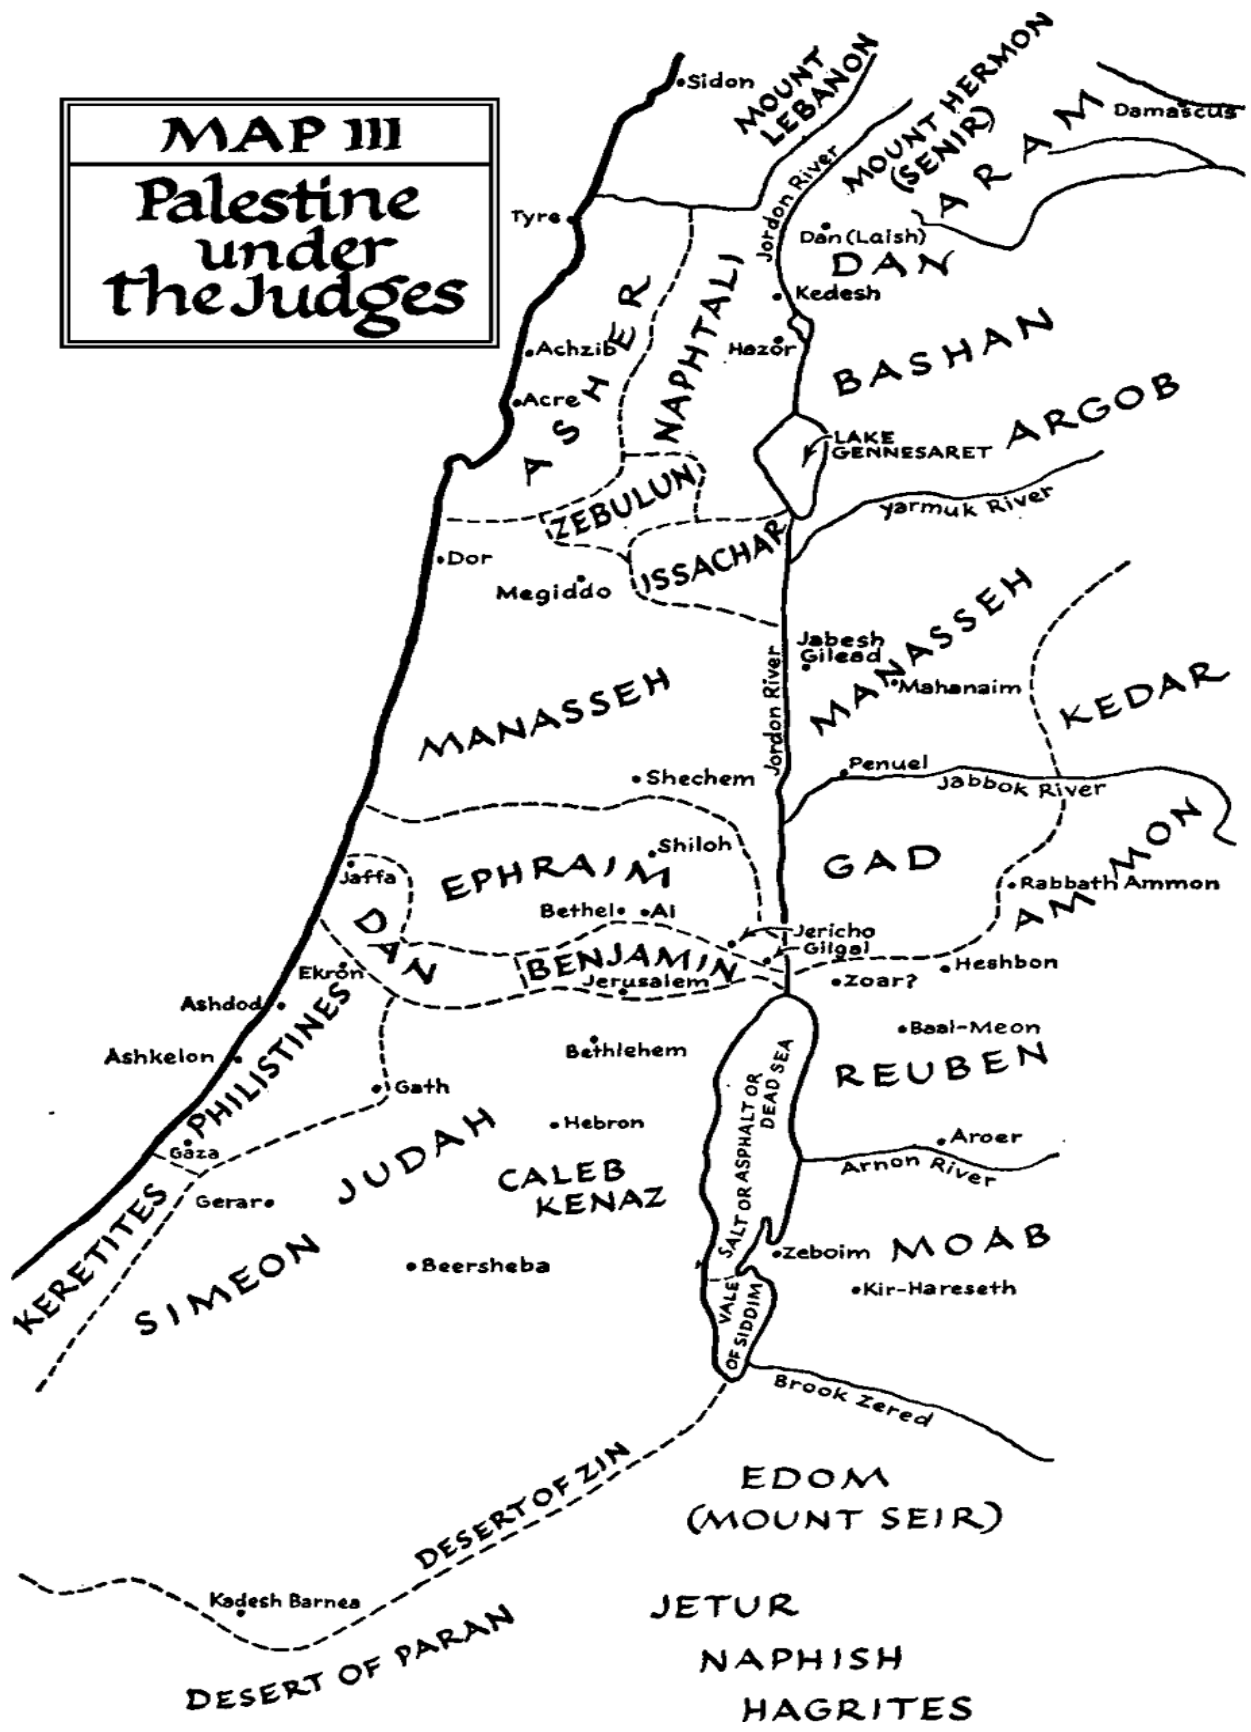 MAP III
Palestine
under
the Judges
Sidon
MOUNT
LEBANON
MOUNT HERMON
(SENIR)
ARAM
Damascus
Tyre
Jordon River
Dan (Laish)
DAN
Kedesh
ASHER
NAPHTALI
Achzib
Hazor
BASHAN
Acre
ARGOB
LAKE
GENNESARET
ZEBULUN
Yarmuk River
ISSACHAR
Dor
Megiddo
Jabesh
Gilead
MANASSEH
Mahanaim
KEDAR
MANASSEH
Jordon River
Shechem
Penuel
Jabbok River
Shiloh
EPHRAIM
GAD
AMMON
Jaffa
Rabbath Ammon
Bethel
Ai
DAN
Jericho
Gilgal
BENJAMIN
Ekron
Jerusalem
Zoar?
Heshbon
Ashdod
PHILISTINES
Baal-Meon
Ashkelon
Bethlehem
REUBEN
Gath
SALT OR ASPHALT OR
DEAD SEA
Hebron
Aroer
Gaza
JUDAH
Arnon River
CALEB
KENAZ
Gerar
KERETITES
SIMEON
Beersheba
Zeboim
MOAB
Kir-Hareseth
VALE
OF SIDDIM
Brook Zered
DESERT OF ZIN
EDOM
(MOUNT SEIR)
Kadesh Barnea
DESERT OF PARAN
JETUR
NAPHISH
HAGRITES